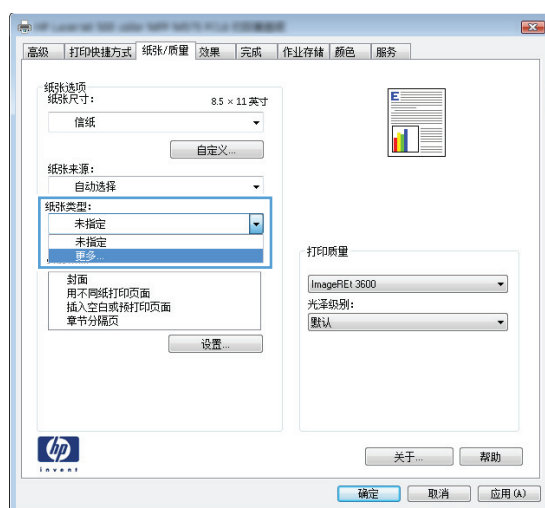 高级 打印快捷方式 纸张/质量 效果 完成 作业存储 颜色 服务
纸张选项
纸张尺寸: 8.5 × 11 英寸
信纸
自定义...
纸张来源:
自动选择
纸张类型:
未指定
未指定
更多...
封面
用不同纸打印页面
插入空白或预打印页面
章节分隔页
设置...
E
打印质量
ImageREt 3600
光泽级别:
默认
hp
invent
关于... 帮助
确定 取消 应用(A)